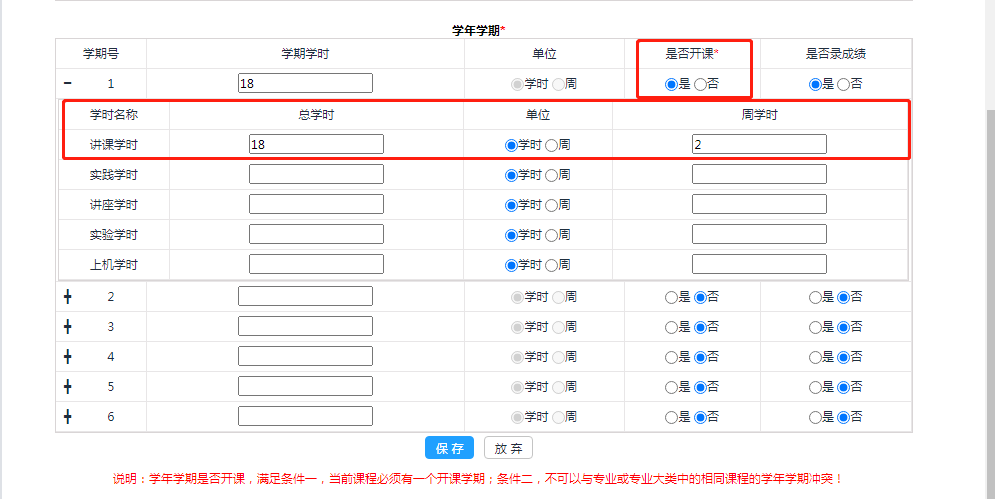 学年学期*
学期号 学期学时 单位 是否开课* 是否录成绩
1 18 学时 周 是 否 是 否
学时名称 总学时 单位 周学时
讲课学时 18 学时 周 2
实践学时 学时 周
讲座学时 学时 周
实验学时 学时 周
上机学时 学时 周
2 学时 周 是 否 是 否
3 学时 周 是 否 是 否
4 学时 周 是 否 是 否
5 学时 周 是 否 是 否
6 学时 周 是 否 是 否
保 存 放 弃
说明：学年学期是否开课，满足条件一，当前课程必须有一个开课学期；条件二，不可以与专业或专业大类中的相同课程的学年学期冲突！